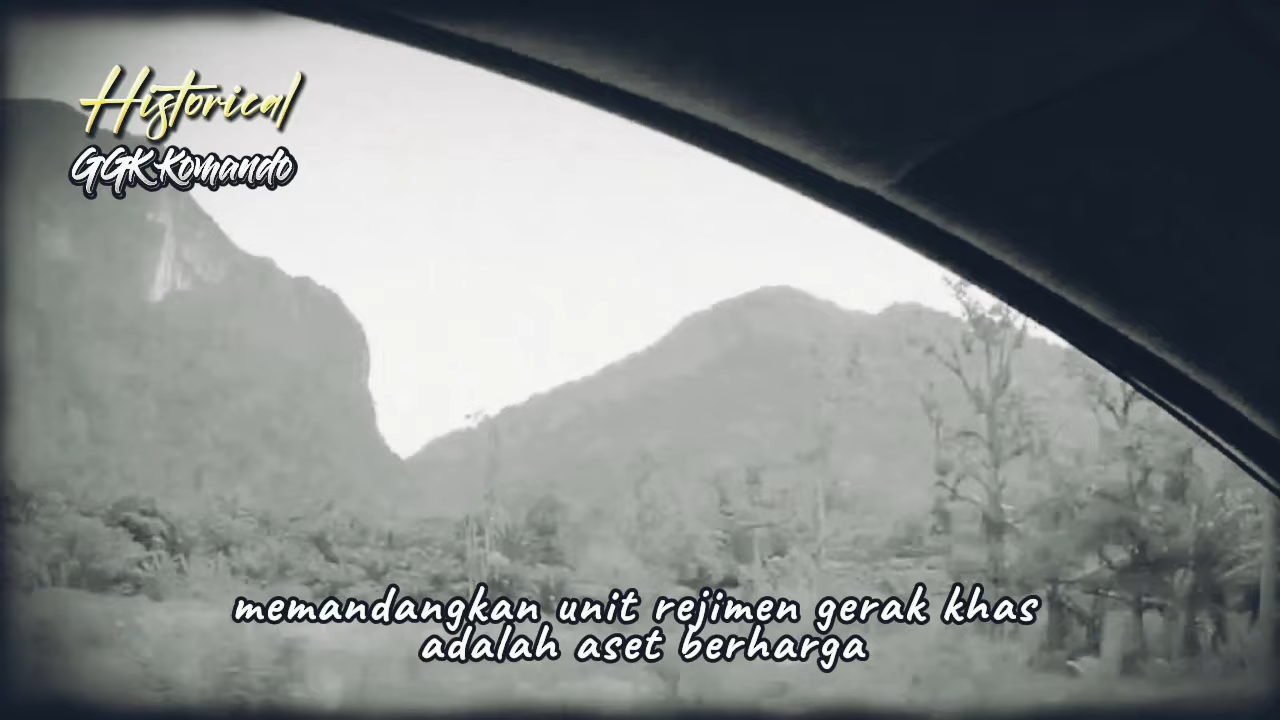 Historical
GGK Komando
memandangkan unit rejimen gerak khas
adalah aset berharga